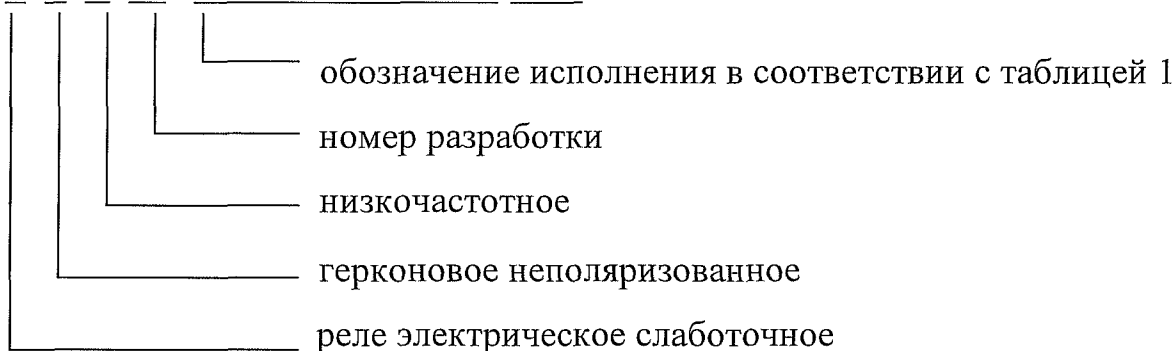 обозначение исполнения в соответствии с таблицей 1
номер разработки
низкочастотное
герконовое неполяризованное
реле электрическое слаботочное